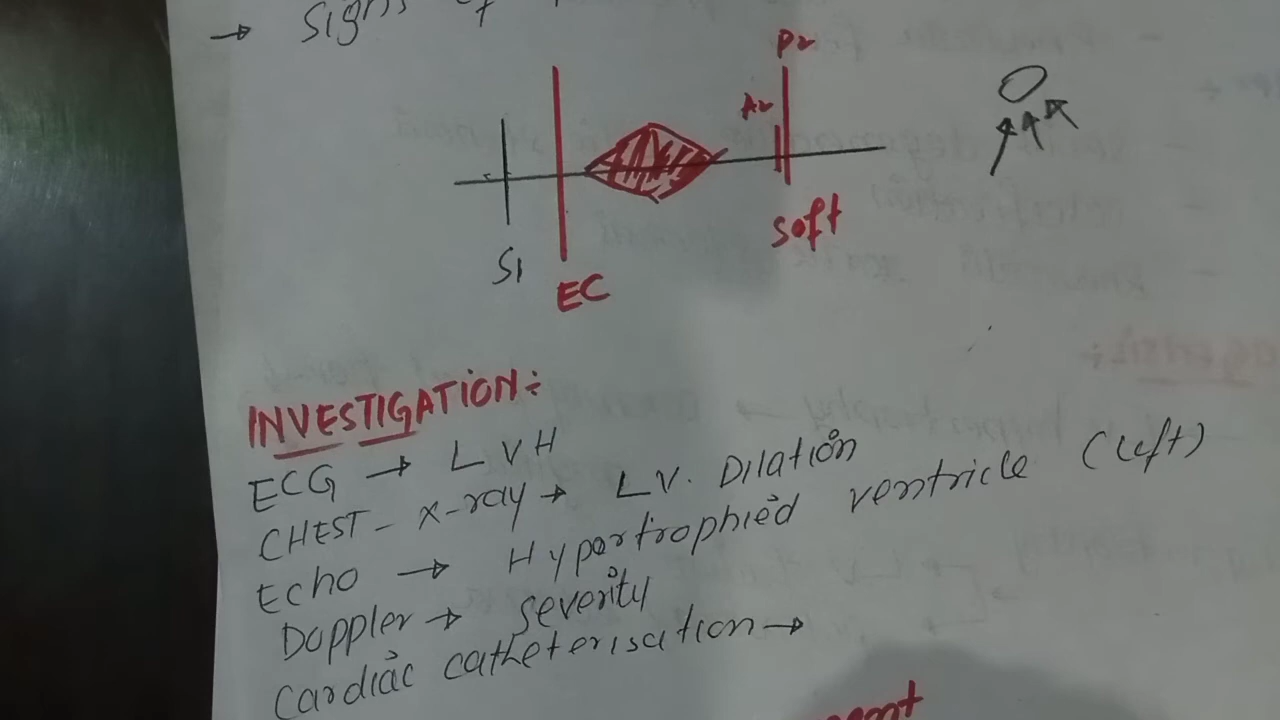 → Signs of
P2
A2
S1
EC
Soft
INVESTIGATION:
ECG → LVH
CHEST - X-ray → LV. Dilation
Echo → Hypertrophied ventricle (Left)
Doppler → severity
Cardiac catheterisation →